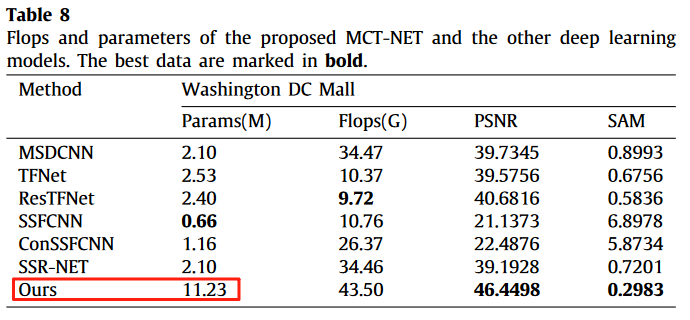 Table 8
Flops and parameters of the proposed MCT-NET and the other deep learning
models. The best data are marked in bold.
Method Washington DC Mall
Params(M) Flops(G) PSNR SAM
MSDCNN 2.10 34.47 39.7345 0.8993
TFNet 2.53 10.37 39.5756 0.6756
ResTFNet 2.40 9.72 40.6816 0.5836
SSFCNN 0.66 10.76 21.1373 6.8978
ConSSFCNN 1.16 26.37 22.4876 5.8734
SSR-NET 2.10 34.46 39.1928 0.7201
Ours 11.23 43.50 46.4498 0.2983